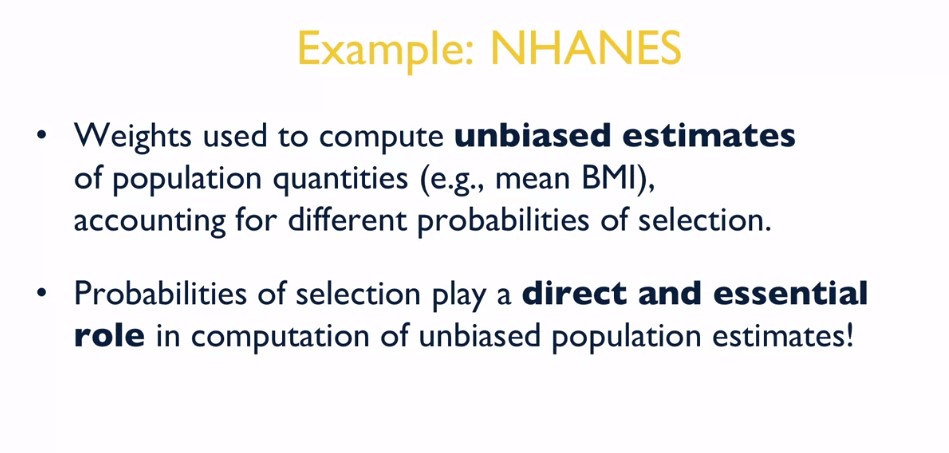 Example: NHANES
• Weights used to compute unbiased estimates
of population quantities (e.g., mean BMI),
accounting for different probabilities of selection.
• Probabilities of selection play a direct and essential
role in computation of unbiased population estimates!